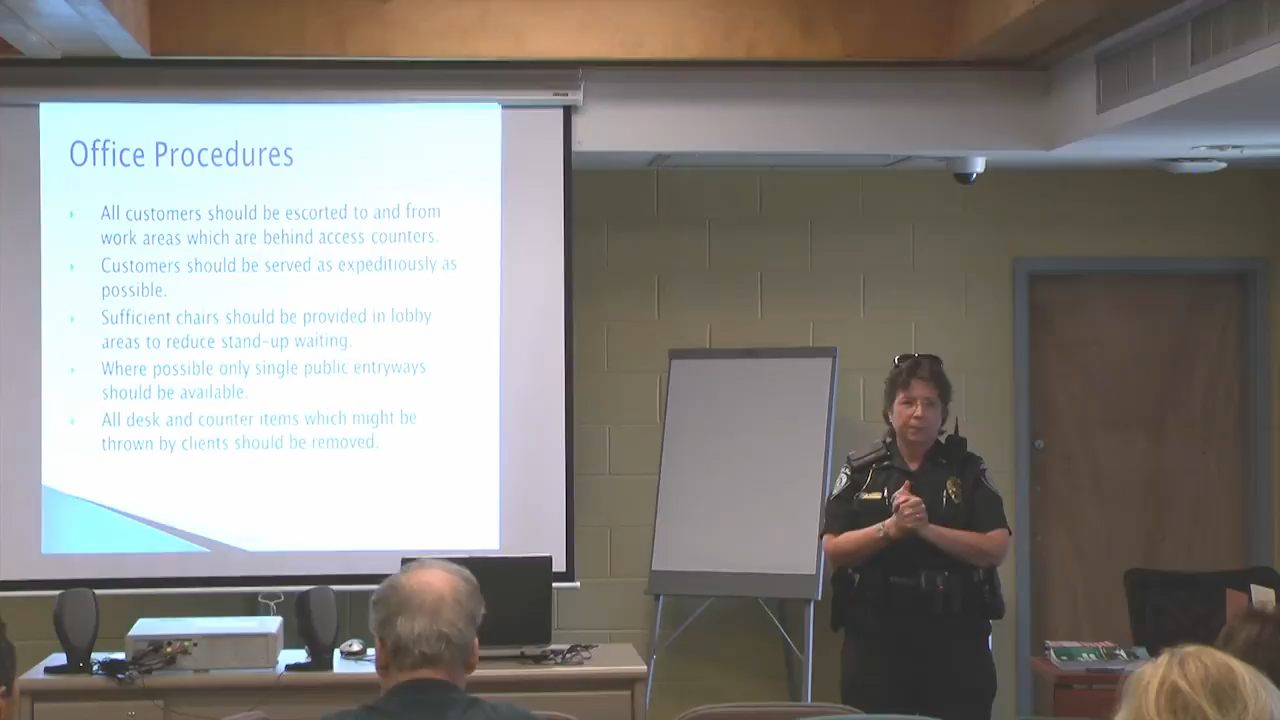 Office Procedures
All customers should be escorted to and from
work areas which are behind access counters.
Customers should be served as expeditiously as
possible.
Sufficient chairs should be provided in lobby
areas to reduce stand-up waiting.
Where possible only single public entryways
should be available.
All desk and counter items which might be
thrown by clients should be removed.